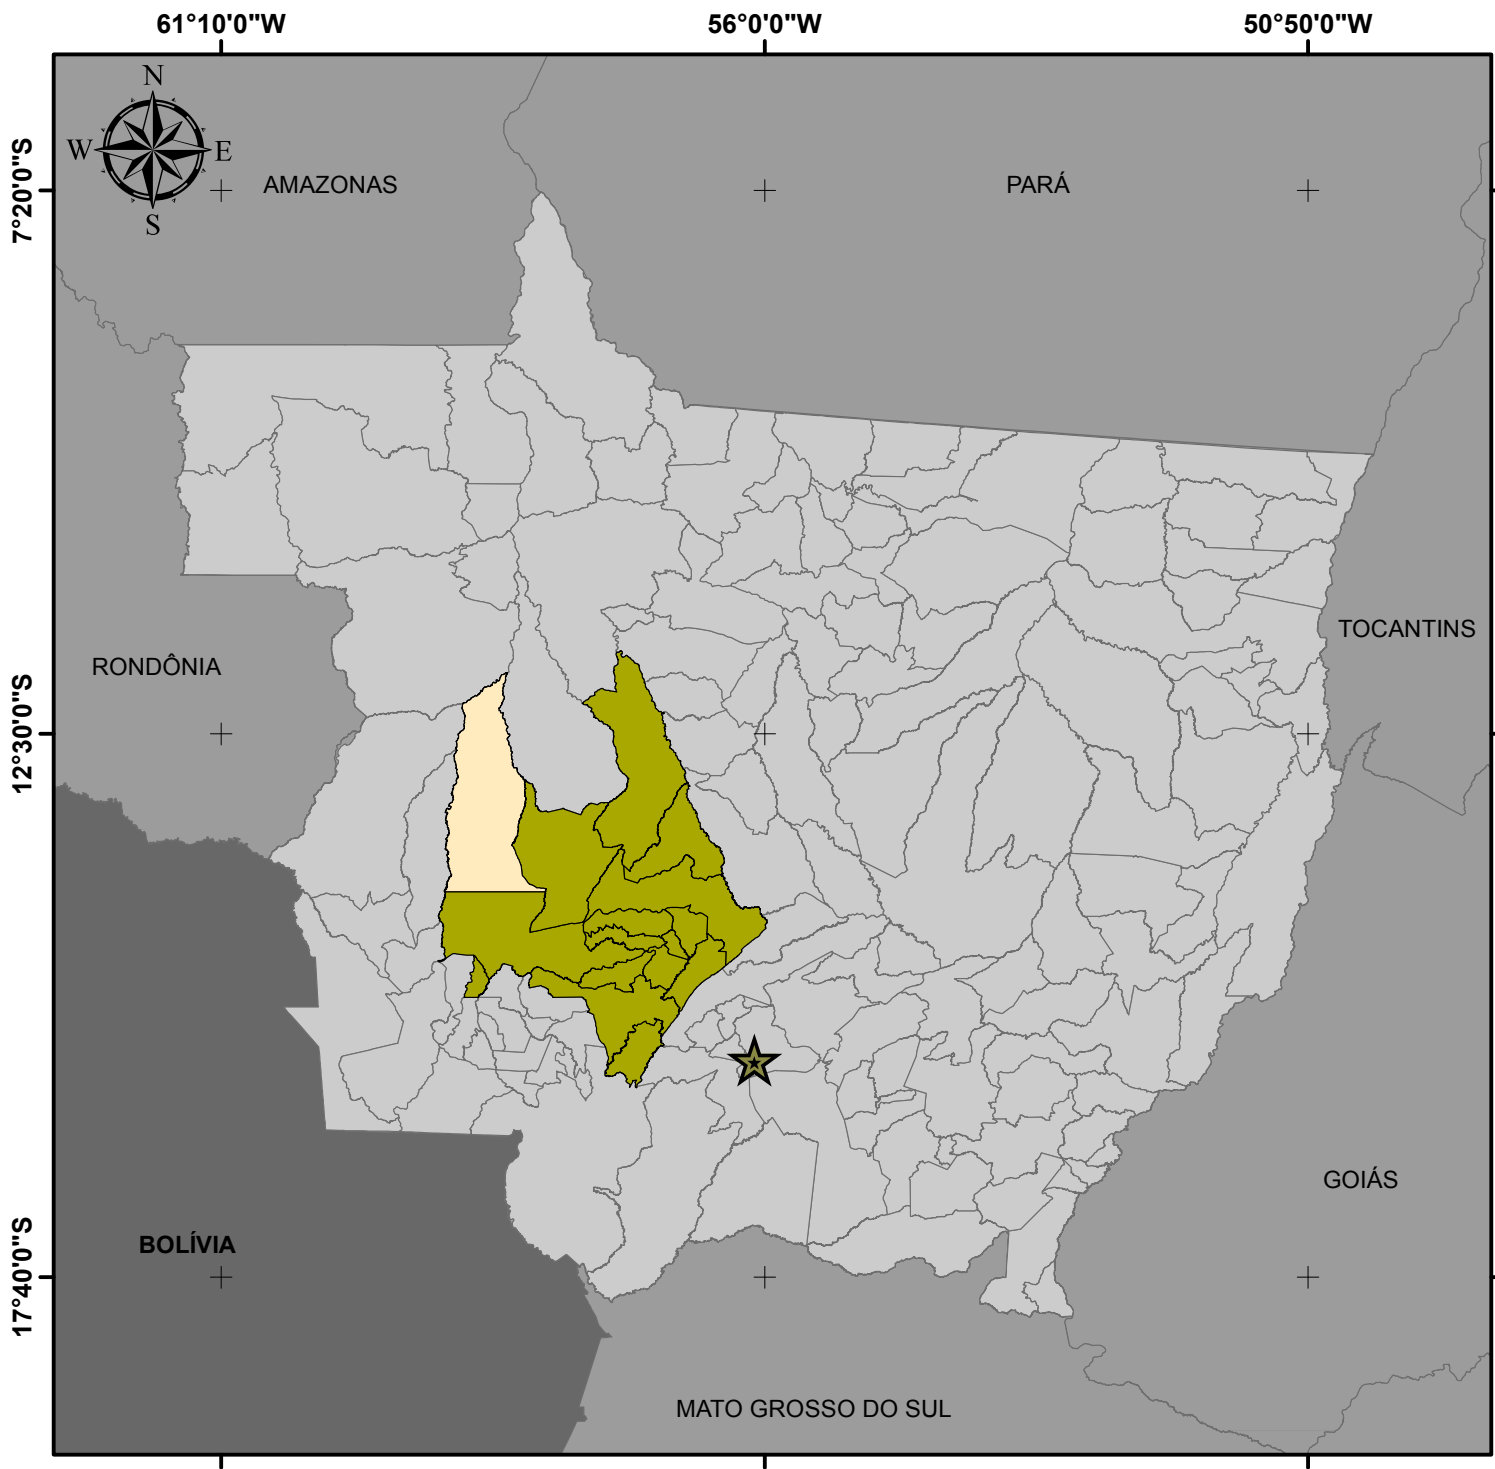 61°10'0"W 56°0'0"W 50°50'0"W
N
W E
S
7°20'0"S
AMAZONAS PARÁ
TOCANTINS
RONDÔNIA
12°30'0"S
GOIÁS
BOLÍVIA
17°40'0"S
MATO GROSSO DO SUL